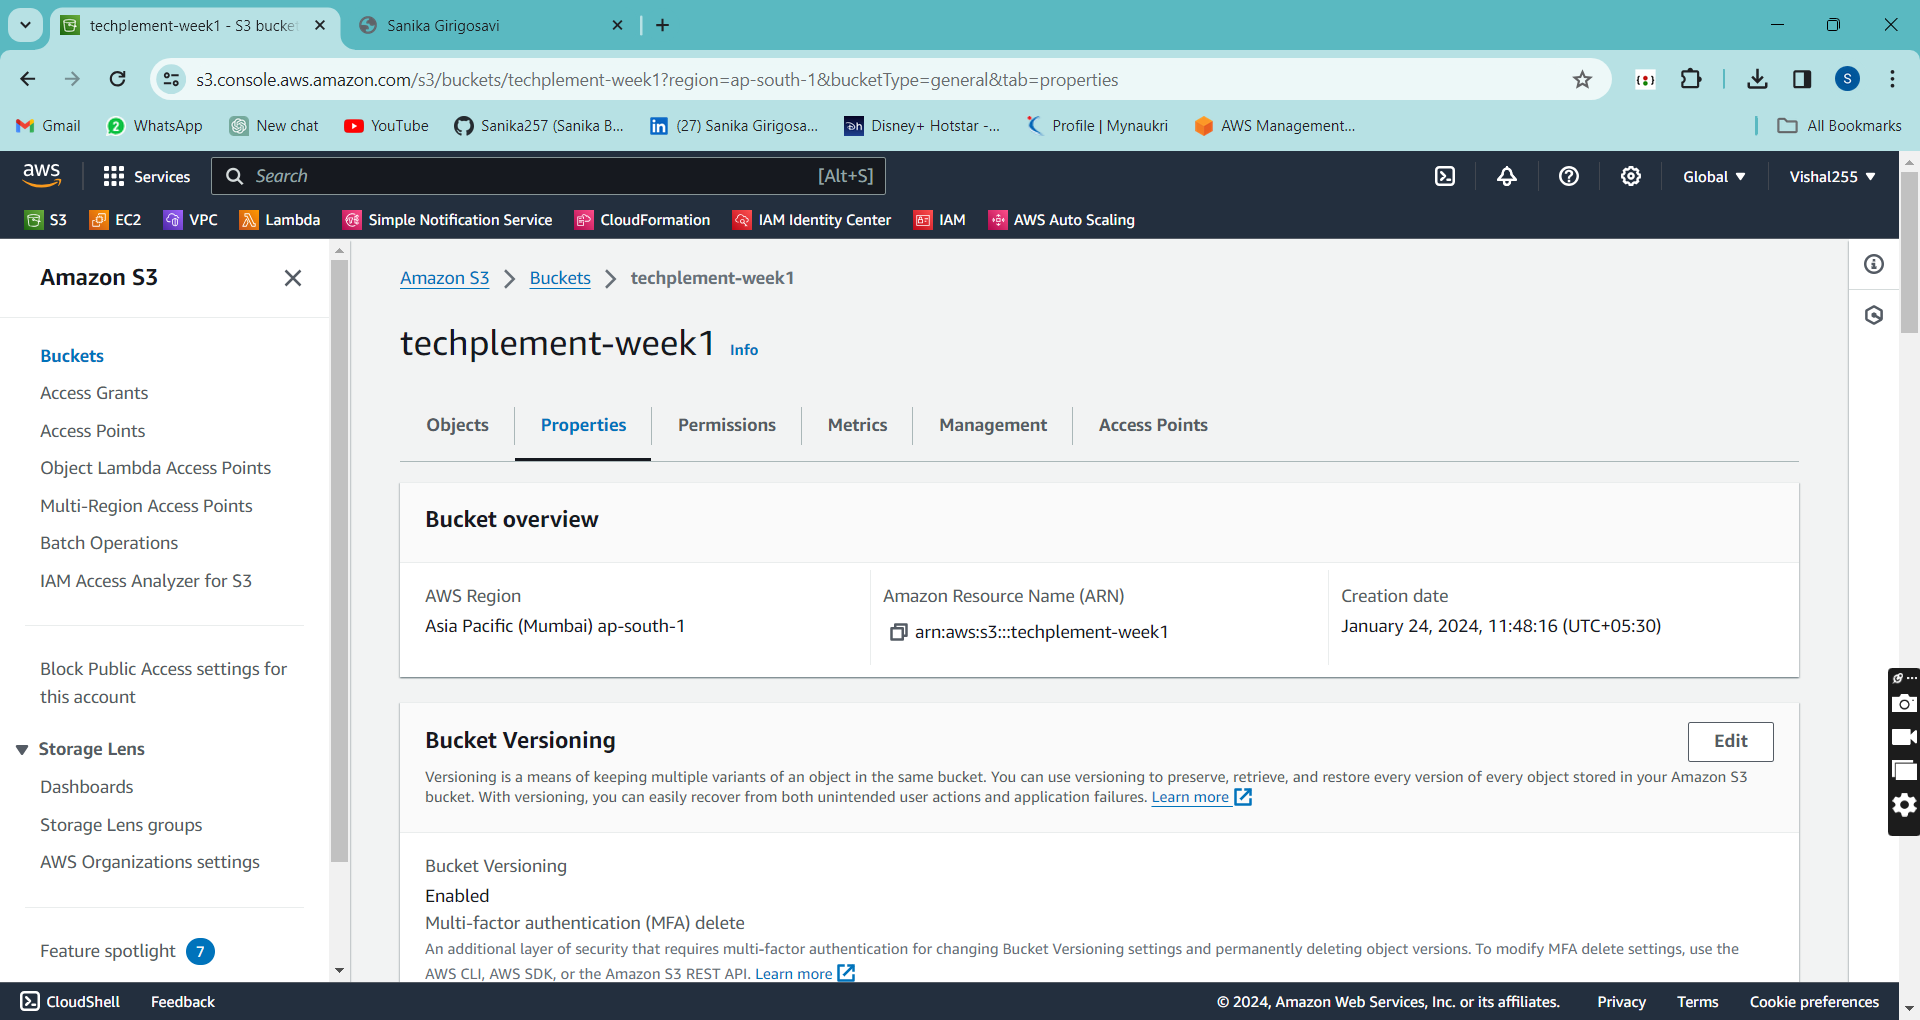 techplement-week1 - S3 bucket
Sanika Girigosavi
s3.console.aws.amazon.com/s3/buckets/techplement-week1?region=ap-south-1&bucketType=general&tab=properties
S
Gmail
2
WhatsApp
New chat
YouTube
Sanika257 (Sanika B...
(27) Sanika Girigosa...
Disney+ Hotstar -...
Profile | Mynaukri
AWS Management...
All Bookmarks
aws
Services
Search
[Alt+S]
Global
Vishal255
S3
EC2
VPC
Lambda
Simple Notification Service
CloudFormation
IAM Identity Center
IAM
AWS Auto Scaling
Amazon S3
Buckets
Access Grants
Access Points
Object Lambda Access Points
Multi-Region Access Points
Batch Operations
IAM Access Analyzer for S3
Block Public Access settings for
this account
Storage Lens
Dashboards
Storage Lens groups
AWS Organizations settings
Feature spotlight 7
Amazon S3
Buckets
techplement-week1
techplement-week1 Info
Objects
Properties
Permissions
Metrics
Management
Access Points
Bucket overview
AWS Region
Asia Pacific (Mumbai) ap-south-1
Amazon Resource Name (ARN)
arn:aws:s3:::techplement-week1
Creation date
January 24, 2024, 11:48:16 (UTC+05:30)
Bucket Versioning
Edit
Versioning is a means of keeping multiple variants of an object in the same bucket. You can use versioning to preserve, retrieve, and restore every version of every object stored in your Amazon S3
bucket. With versioning, you can easily recover from both unintended user actions and application failures. Learn more
Bucket Versioning
Enabled
Multi-factor authentication (MFA) delete
An additional layer of security that requires multi-factor authentication for changing Bucket Versioning settings and permanently deleting object versions. To modify MFA delete settings, use the
AWS CLI, AWS SDK, or the Amazon S3 REST API. Learn more
CloudShell
Feedback
© 2024, Amazon Web Services, Inc. or its affiliates.
Privacy
Terms
Cookie preferences